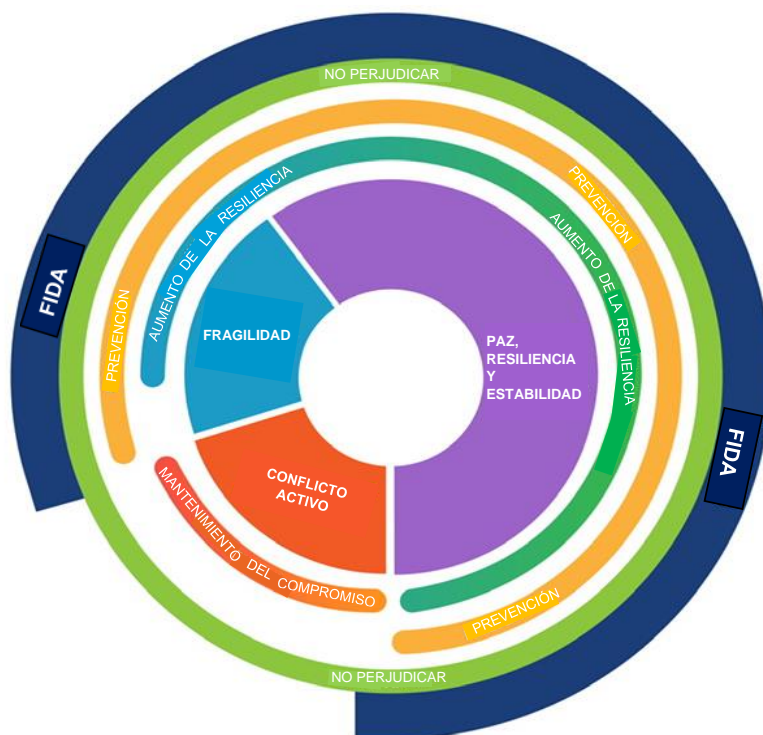 NO PERJUDICAR
PREVENCIÓN
AUMENTO DE LA RESILIENCIA
AUMENTO DE LA RESILIENCIA
FIDA
PREVENCIÓN
FRAGILIDAD
PAZ,
RESILIENCIA
Y
ESTABILIDAD
FIDA
CONFLICTO
ACTIVO
MANTENIMIENTO DEL COMPROMISO
PREVENCIÓN
NO PERJUDICAR